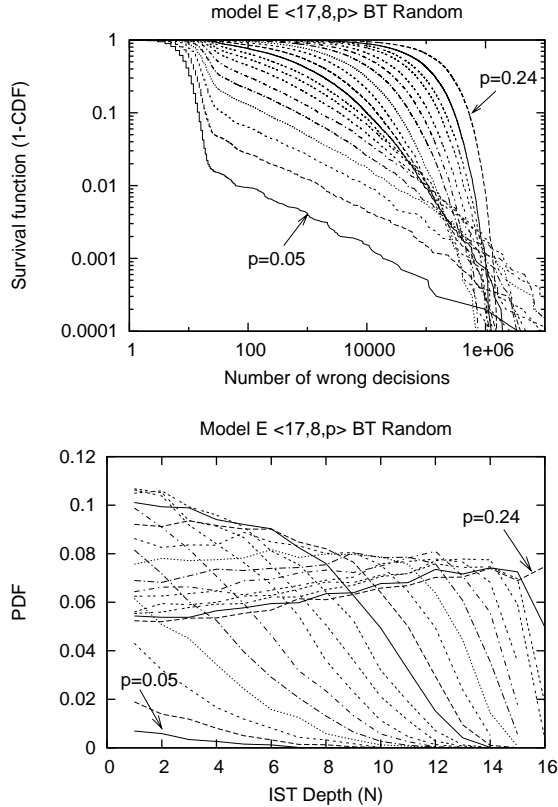 model E <17,8,p> BT Random
Survival function (1-CDF)
1
0.1
0.01
0.001
0.0001
p=0.24
p=0.05
1
100
10000
1e+06
Number of wrong decisions
Model E <17,8,p> BT Random
PDF
0.12
0.1
0.08
0.06
0.04
0.02
0
p=0.24
p=0.05
0
2
4
6
8
10
12
14
16
IST Depth (N)